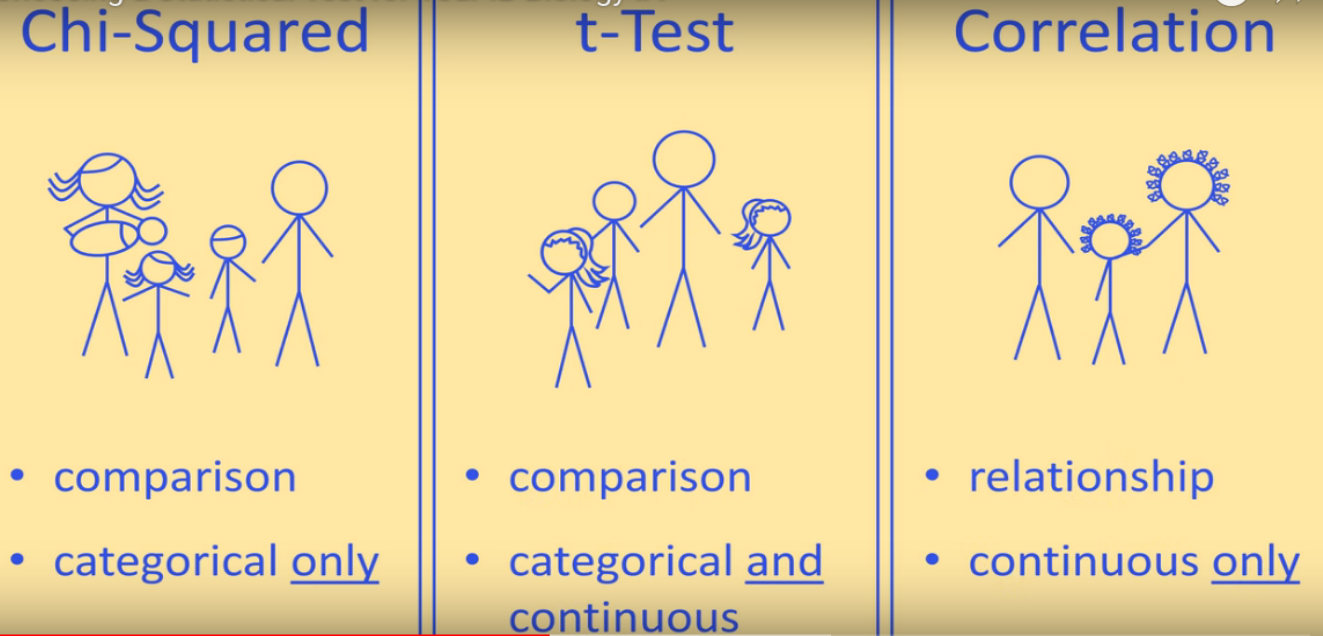 Chi-Squared
t-Test
Correlation
• comparison
• categorical only
• comparison
• categorical and
continuous
• relationship
• continuous only